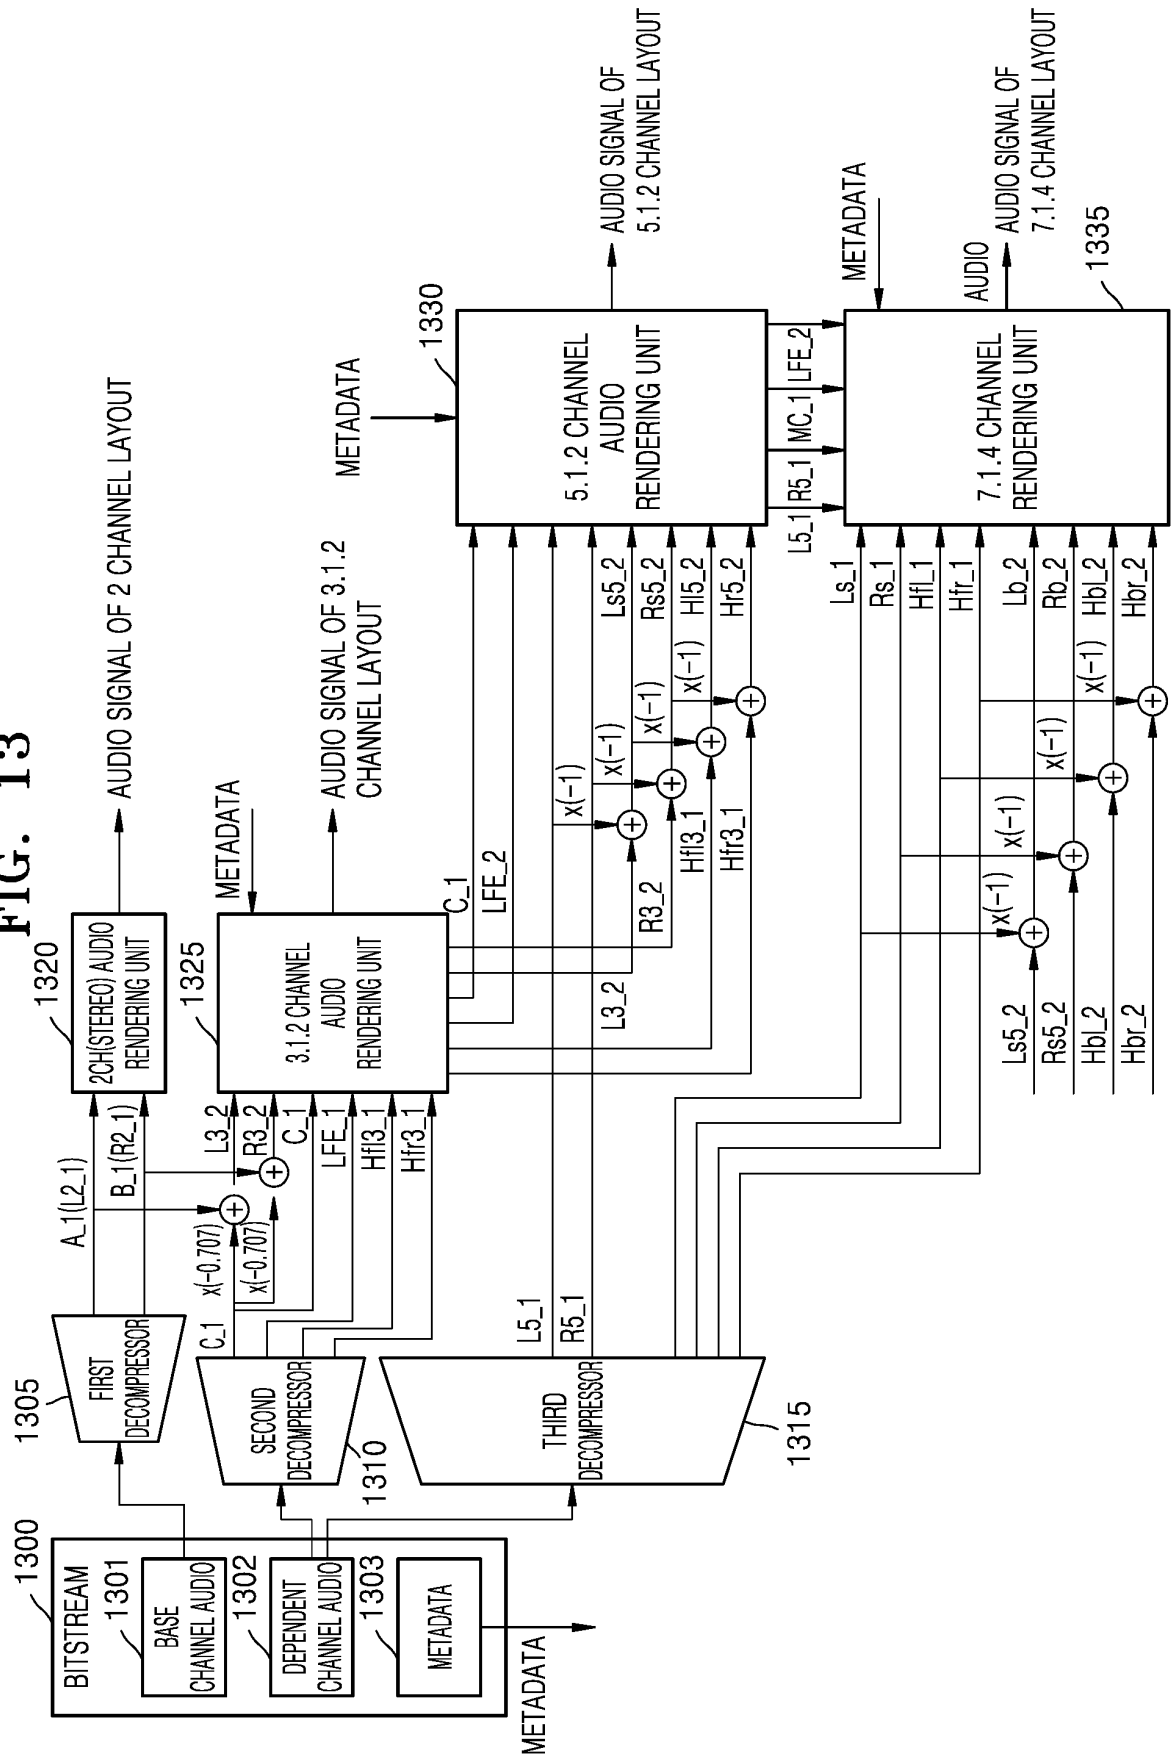 FIG. 13
1300
BITSTREAM
1301
BASE
CHANNEL AUDIO
1302
DEPENDENT
CHANNEL AUDIO
1303
METADATA
METADATA
1305
FIRST
DECOMPRESSOR
SECOND
DECOMPRESSOR
1310
THIRD
DECOMPRESSOR
1315
A_1(L2_1)
B_1(R2_1)
C_1
x(−0.707)
x(−0.707)
L3_2
R3_2
C_1
LFE_1
Hfl3_1
Hfr3_1
L5_1
R5_1
1320
2CH(STEREO) AUDIO
RENDERING UNIT
AUDIO SIGNAL OF 2 CHANNEL LAYOUT
1325
3.1.2 CHANNEL
AUDIO
RENDERING UNIT
METADATA
AUDIO SIGNAL OF 3.1.2
CHANNEL LAYOUT
C_1
LFE_2
L3_2
R3_2
Hfl3_1
Hfr3_1
x(−1)
x(−1)
x(−1)
x(−1)
Ls5_2
Rs5_2
Hl5_2
Hr5_2
METADATA
1330
5.1.2 CHANNEL
AUDIO
RENDERING UNIT
AUDIO SIGNAL OF
5.1.2 CHANNEL LAYOUT
L5_1
R5_1
MC_1
LFE_2
Ls5_2
Rs5_2
Hbl_2
Hbr_2
x(−1)
x(−1)
x(−1)
x(−1)
Ls_1
Rs_1
Hfl_1
Hfr_1
Lb_2
Rb_2
Hbl_2
Hbr_2
METADATA
7.1.4 CHANNEL
RENDERING UNIT
1335
AUDIO
AUDIO SIGNAL OF
7.1.4 CHANNEL LAYOUT